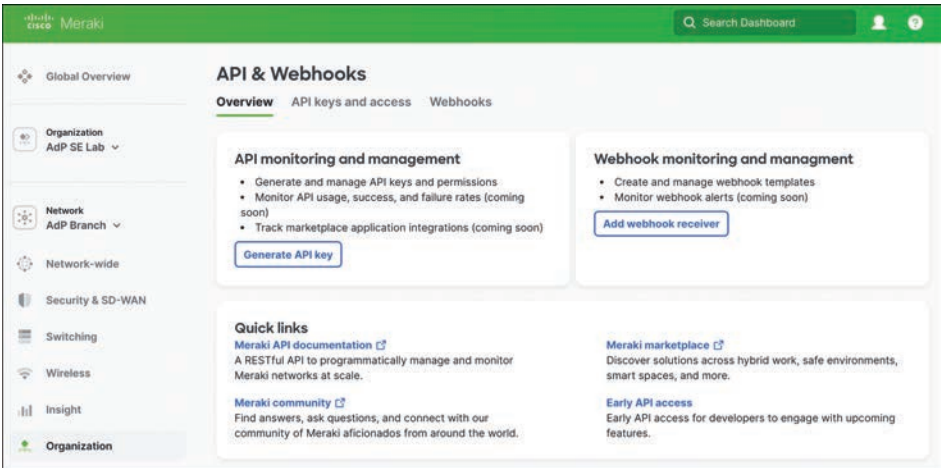 cisco Meraki
Search Dashboard
Global Overview
Organization
AdP SE Lab
Network
AdP Branch
Network-wide
Security & SD-WAN
Switching
Wireless
Insight
Organization
API & Webhooks
Overview API keys and access Webhooks
API monitoring and management
• Generate and manage API keys and permissions
• Monitor API usage, success, and failure rates (coming
soon)
• Track marketplace application integrations (coming soon)
Generate API key
Webhook monitoring and managment
• Create and manage webhook templates
• Monitor webhook alerts (coming soon)
Add webhook receiver
Quick links
Meraki API documentation
A RESTful API to programmatically manage and monitor
Meraki networks at scale.
Meraki community
Find answers, ask questions, and connect with our
community of Meraki aficionados from around the world.
Meraki marketplace
Discover solutions across hybrid work, safe environments,
smart spaces, and more.
Early API access
Early API access for developers to engage with upcoming
features.